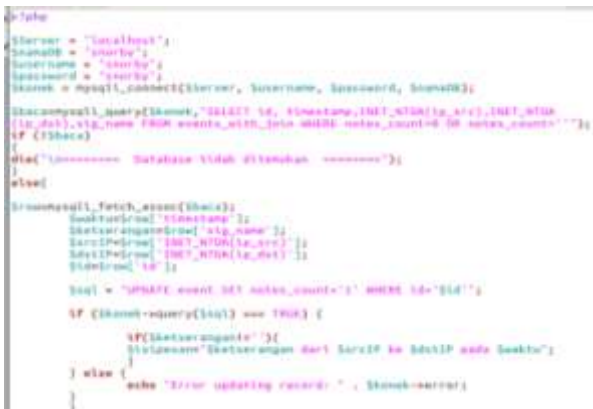 <?php
$Server = "localhost";
$namaDB = "snorby";
$username = "snorby";
$password = "snorby";
$konek = mysqli_connect($Server, $username, $password, $namaDB);
$baca=mysqli_query($konek,"SELECT id, timestamp,INET_NTOA(ip_src),INET_NTOA
(ip_dst),sig_name FROM events_with_join WHERE notes_count=0 OR notes_count=''");
if (!$baca)
{
die("\n======== Database tidak ditemukan ========");
}
else{
$row=mysqli_fetch_assoc($baca);
$waktu=$row['timestamp'];
$keterangan=$row['sig_name'];
$srcIP=$row['INET_NTOA(ip_src)'];
$dstIP=$row['INET_NTOA(ip_dst)'];
$id=$row['id'];
$sql = "UPDATE event SET notes_count='1' WHERE id='$id'";
if ($konek->query($sql) === TRUE) {
if($keterangan!=''){
$isipesan="$keterangan dari $srcIP ke $dstIP pada $waktu";
}
} else {
echo "Error updating record: " . $konek->error;
}